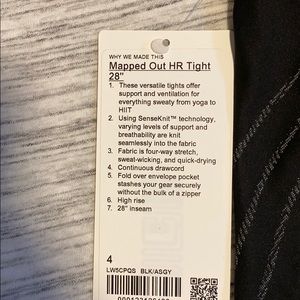 WHY WE MADE THIS
Mapped Out HR Tight
28"
1. These versatile tights offer
support and ventilation for
everything sweaty from yoga to
HIIT
2. Using SenseKnit™ technology,
varying levels of support and
breathability are knit
seamlessly into the fabric
3. Fabric is four-way stretch,
sweat-wicking, and quick-drying
4. Continuous drawcord
5. Fold over envelope pocket
stashes your gear securely
without the bulk of a zipper
6. High rise
7. 28" inseam
4
LW5CPQS BLK/ASGY